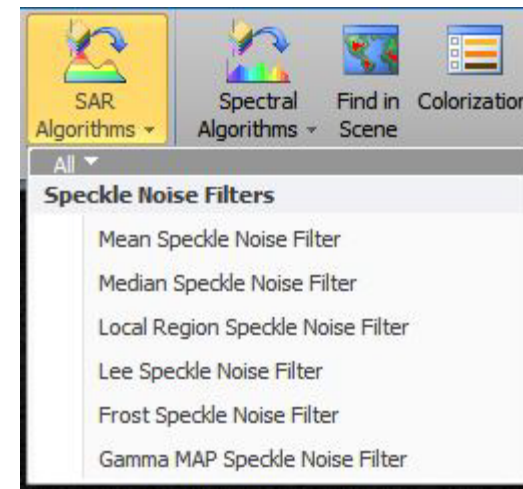 SAR Algorithms
Spectral Algorithms
Find in Scene
Colorization
All
Speckle Noise Filters
Mean Speckle Noise Filter
Median Speckle Noise Filter
Local Region Speckle Noise Filter
Lee Speckle Noise Filter
Frost Speckle Noise Filter
Gamma MAP Speckle Noise Filter